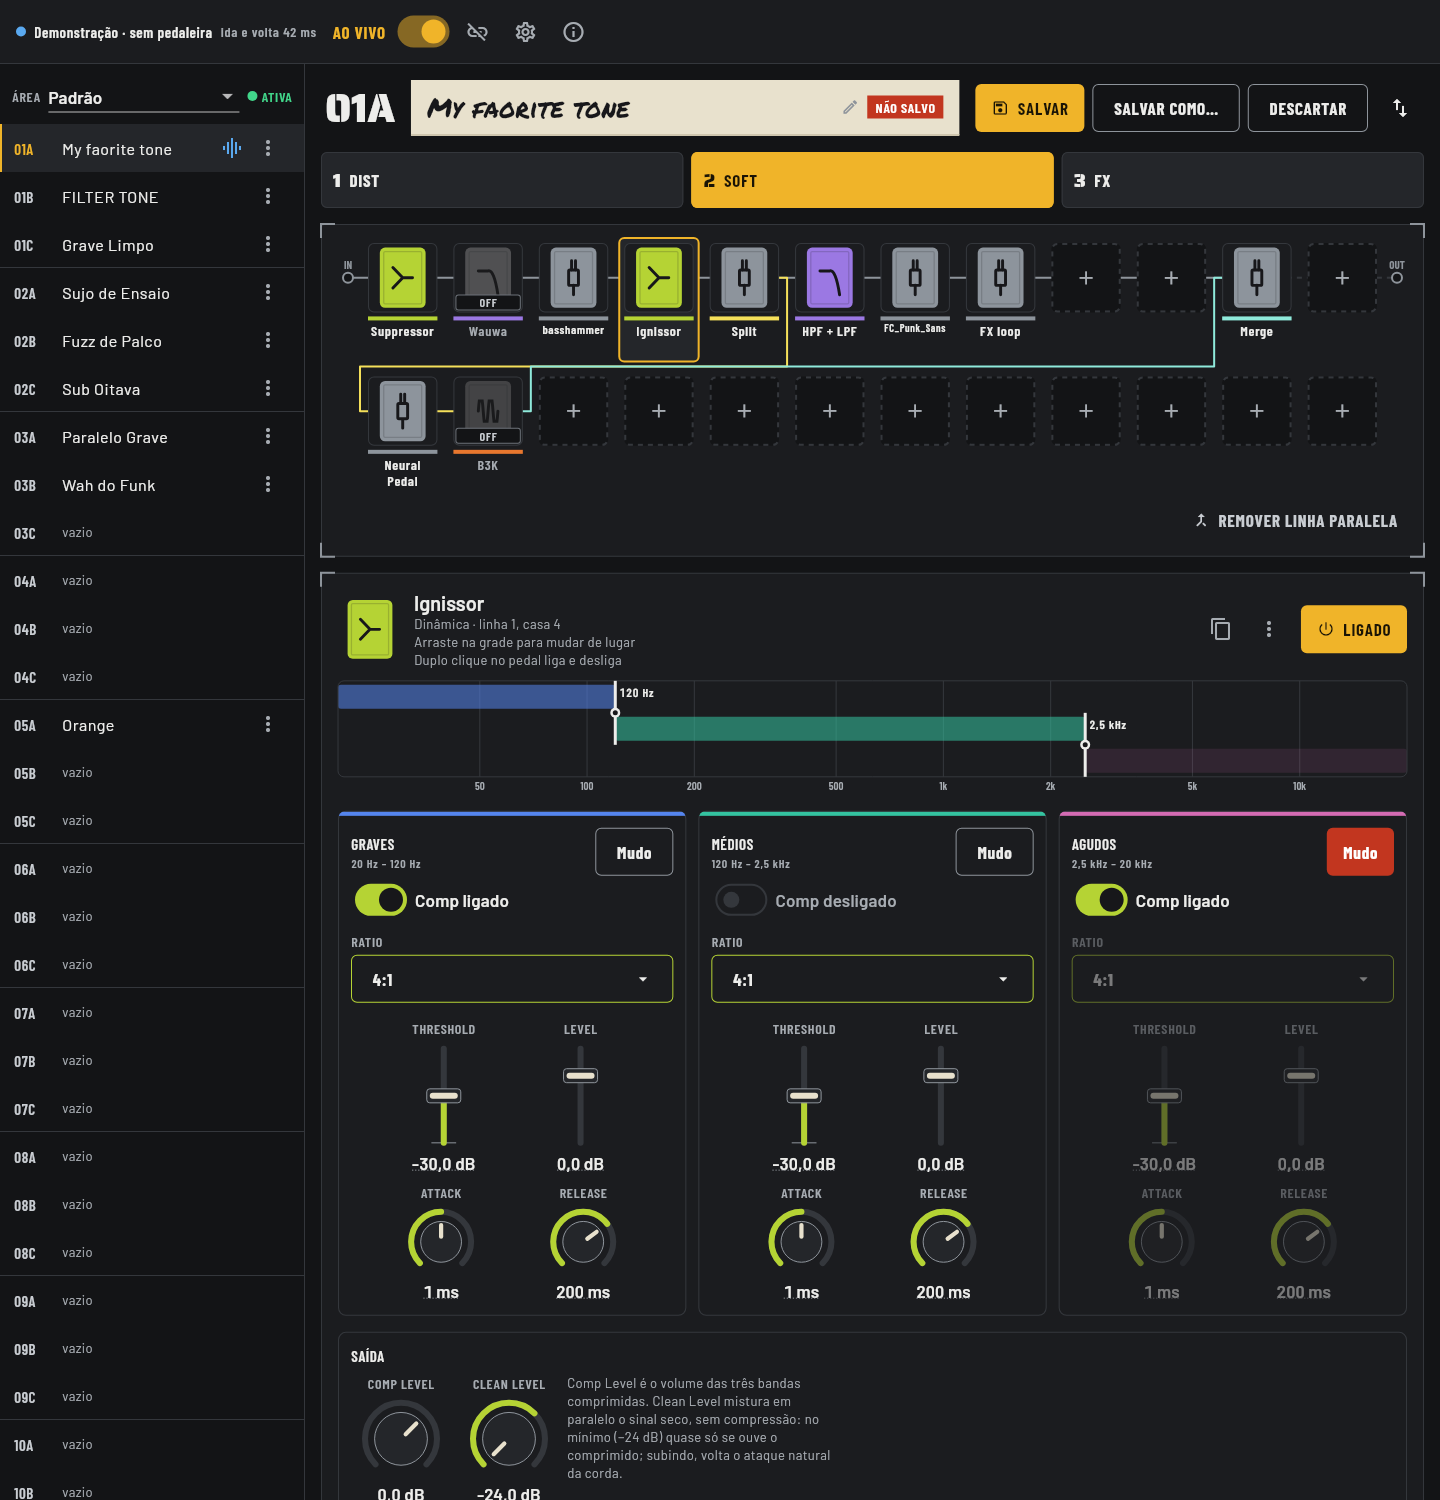 Demonstração · sem pedaleira Ida e volta 42 ms AO VIVO
ÁREA Padrão ATIVA
01A My faorite tone
01B FILTER TONE
01C Grave Limpo
02A Sujo de Ensaio
02B Fuzz de Palco
02C Sub Oitava
03A Paralelo Grave
03B Wah do Funk
03C vazio
04A vazio
04B vazio
04C vazio
05A Orange
05B vazio
05C vazio
06A vazio
06B vazio
06C vazio
07A vazio
07B vazio
07C vazio
08A vazio
08B vazio
08C vazio
09A vazio
09B vazio
09C vazio
10A vazio
10B vazio
01A My faorite tone NÃO SALVO SALVAR SALVAR COMO... DESCARTAR
1 DIST 2 SOFT 3 FX
IN OUT
OFF
Suppressor Wauwa basshammer Ignissor Split HPF + LPF FC_Punk_Sans FX loop Merge
OFF
Neural Pedal B3K
REMOVER LINHA PARALELA
Ignissor
Dinâmica · linha 1, casa 4
Arraste na grade para mudar de lugar
Duplo clique no pedal liga e desliga
LIGADO
120 Hz
2,5 kHz
50 100 200 500 1k 2k 5k 10k
GRAVES
20 Hz – 120 Hz
Mudo
Comp ligado
RATIO
4:1
THRESHOLD LEVEL
-30,0 dB 0,0 dB
ATTACK RELEASE
1 ms 200 ms
MÉDIOS
120 Hz – 2,5 kHz
Mudo
Comp desligado
RATIO
4:1
THRESHOLD LEVEL
-30,0 dB 0,0 dB
ATTACK RELEASE
1 ms 200 ms
AGUDOS
2,5 kHz – 20 kHz
Mudo
Comp ligado
RATIO
4:1
THRESHOLD LEVEL
-30,0 dB 0,0 dB
ATTACK RELEASE
1 ms 200 ms
SAÍDA
COMP LEVEL CLEAN LEVEL
0,0 dB -24,0 dB
Comp Level é o volume das três bandas
comprimidas. Clean Level mistura em
paralelo o sinal seco, sem compressão: no
mínimo (−24 dB) quase só se ouve o
comprimido; subindo, volta o ataque natural
da corda.